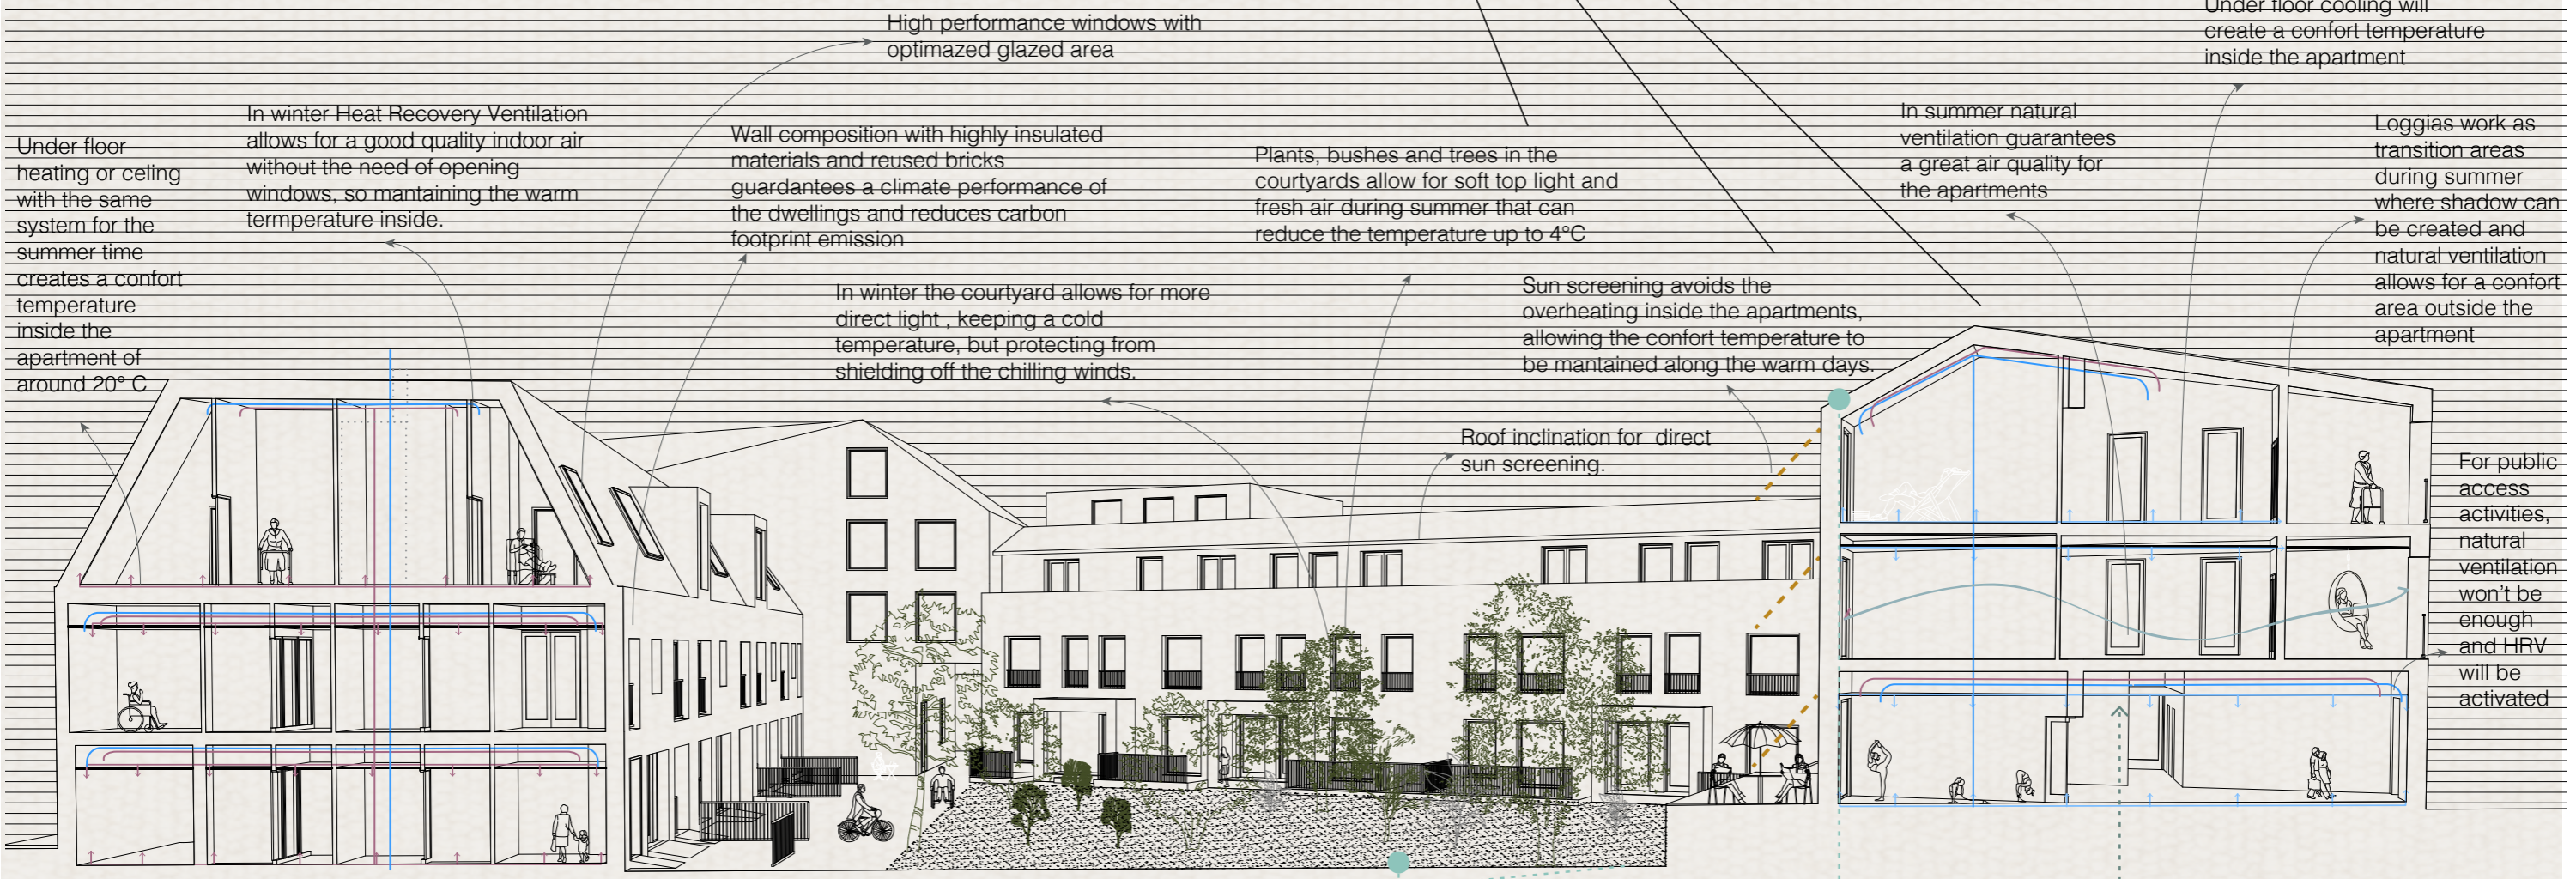 High performance windows with
optimazed glazed area
Under floor cooling will
create a confort temperature
inside the apartment
In winter Heat Recovery Ventilation
allows for a good quality indoor air
without the need of opening
windows, so mantaining the warm
termperature inside.
Under floor
heating or celing
with the same
system for the
summer time
creates a confort
temperature
inside the
apartment of
around 20° C
Wall composition with highly insulated
materials and reused bricks
guardantees a climate performance of
the dwellings and reduces carbon
footprint emission
Plants, bushes and trees in the
courtyards allow for soft top light and
fresh air during summer that can
reduce the temperature up to 4°C
In summer natural
ventilation guarantees
a great air quality for
the apartments
Loggias work as
transition areas
during summer
where shadow can
be created and
natural ventilation
allows for a confort
area outside the
apartment
In winter the courtyard allows for more
direct light , keeping a cold
temperature, but protecting from
shielding off the chilling winds.
Sun screening avoids the
overheating inside the apartments,
allowing the confort temperature to
be mantained along the warm days.
Roof inclination for  direct
sun screening.
For public
access
activities,
natural
ventilation
won't be
enough
and HRV
will be
activated